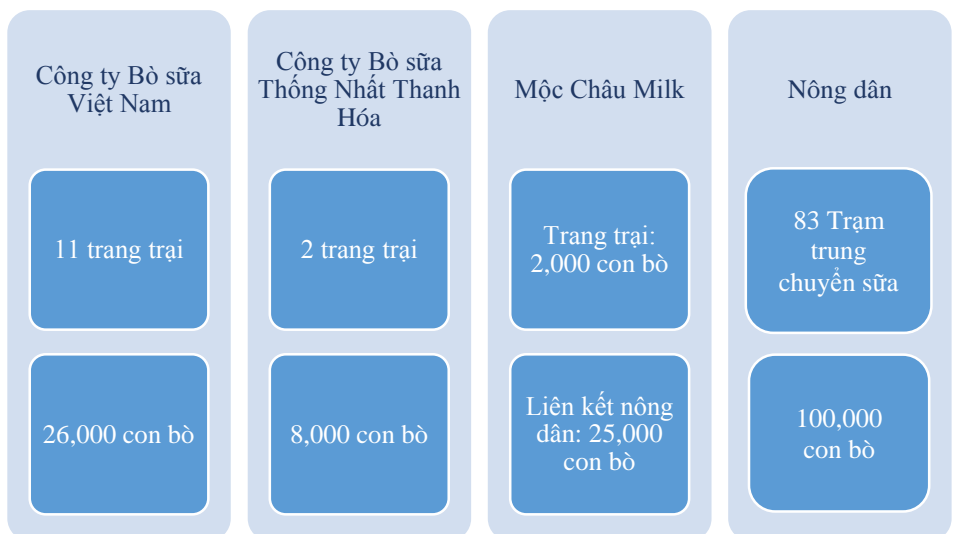 Công ty Bò sữa
Việt Nam
11 trang trại
26,000 con bò
Công ty Bò sữa
Thống Nhất Thanh
Hóa
2 trang trại
8,000 con bò
Mộc Châu Milk
Trang trại:
2,000 con bò
Liên kết nông
dân: 25,000
con bò
Nông dân
83 Trạm
trung
chuyển sữa
100,000
con bò